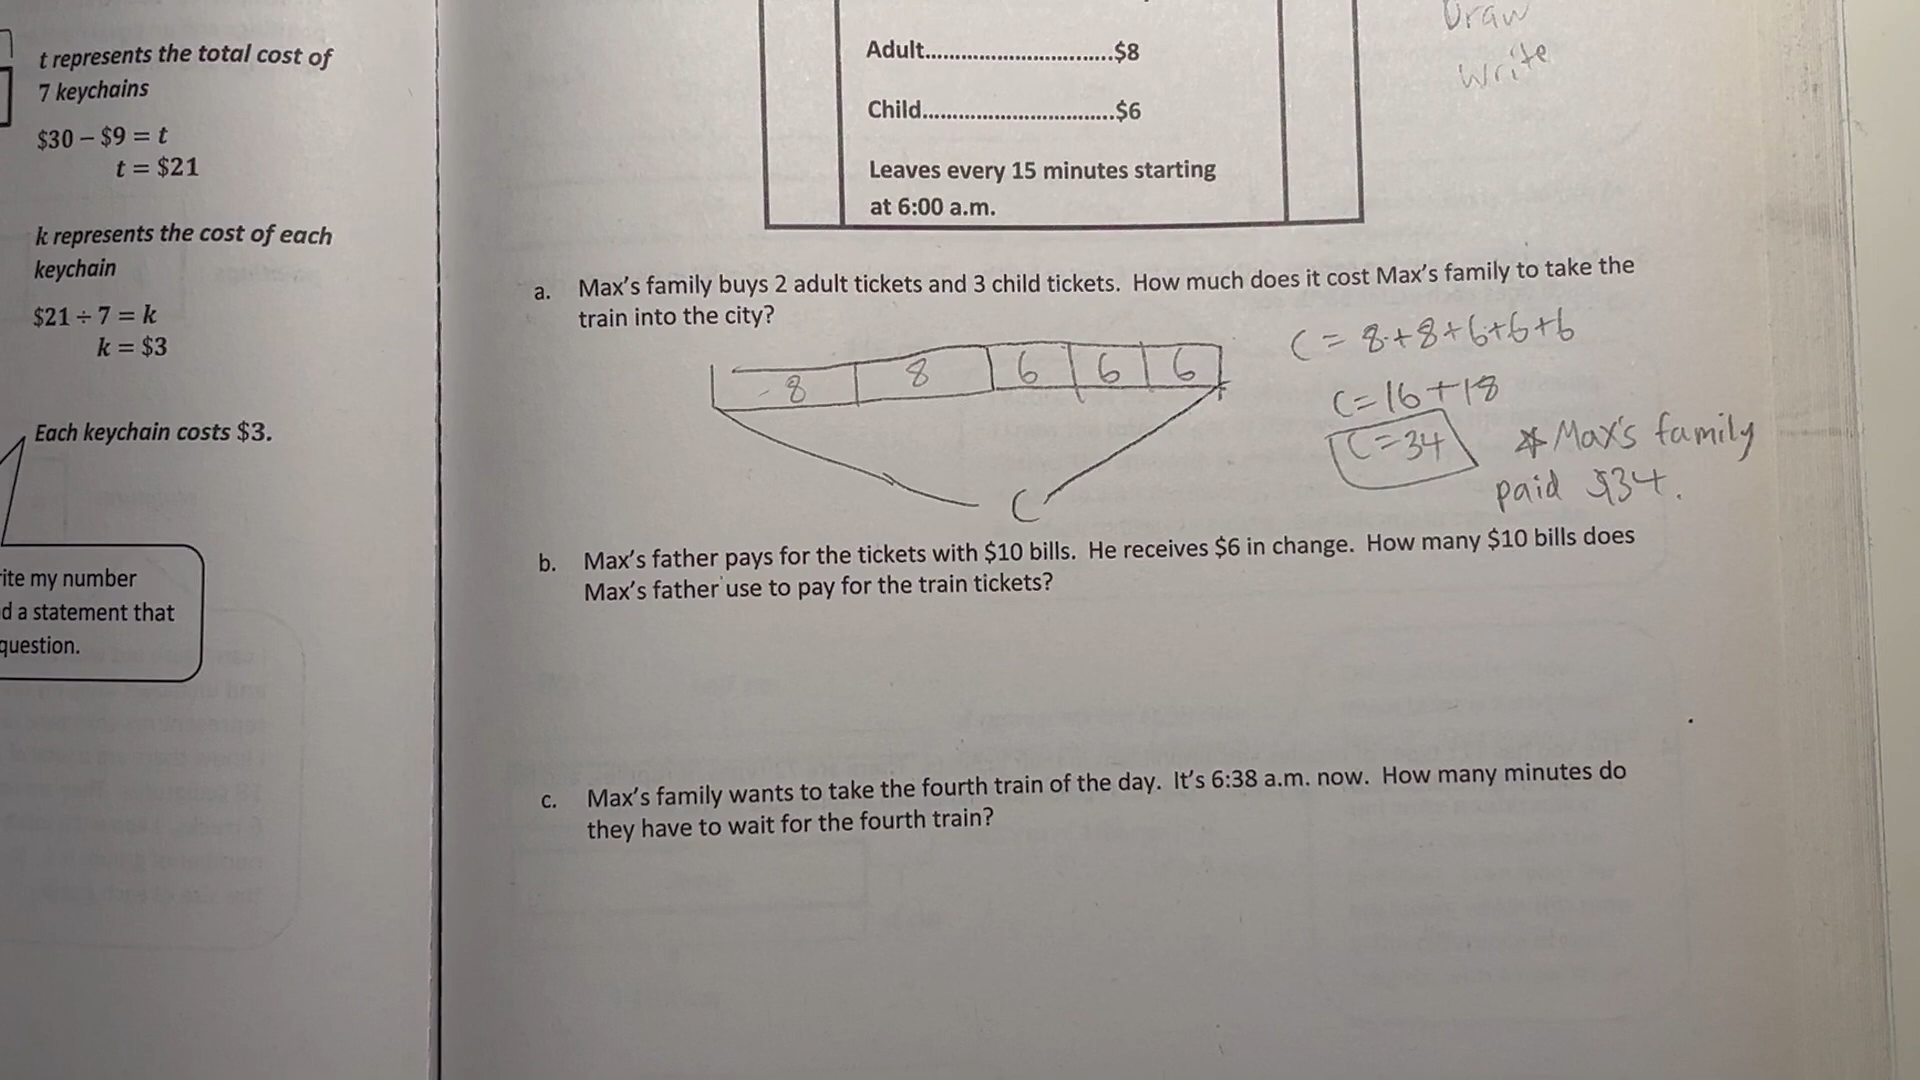 t represents the total cost of
7 keychains
$30 – $9 = t
t = $21
k represents the cost of each
keychain
$21 ÷ 7 = k
k = $3
Each keychain costs $3.
my number
a statement that
question.
Draw
Write
Adult...............................$8
Child................................$6
Leaves every 15 minutes starting
at 6:00 a.m.
a. Max's family buys 2 adult tickets and 3 child tickets. How much does it cost Max's family to take the
train into the city?
8 8 6 6 6
C
C = 8+8+6+6+6
C=16+18
C=34
* Max's family
paid $34.
b. Max's father pays for the tickets with $10 bills. He receives $6 in change. How many $10 bills does
Max's father use to pay for the train tickets?
c. Max's family wants to take the fourth train of the day. It's 6:38 a.m. now. How many minutes do
they have to wait for the fourth train?